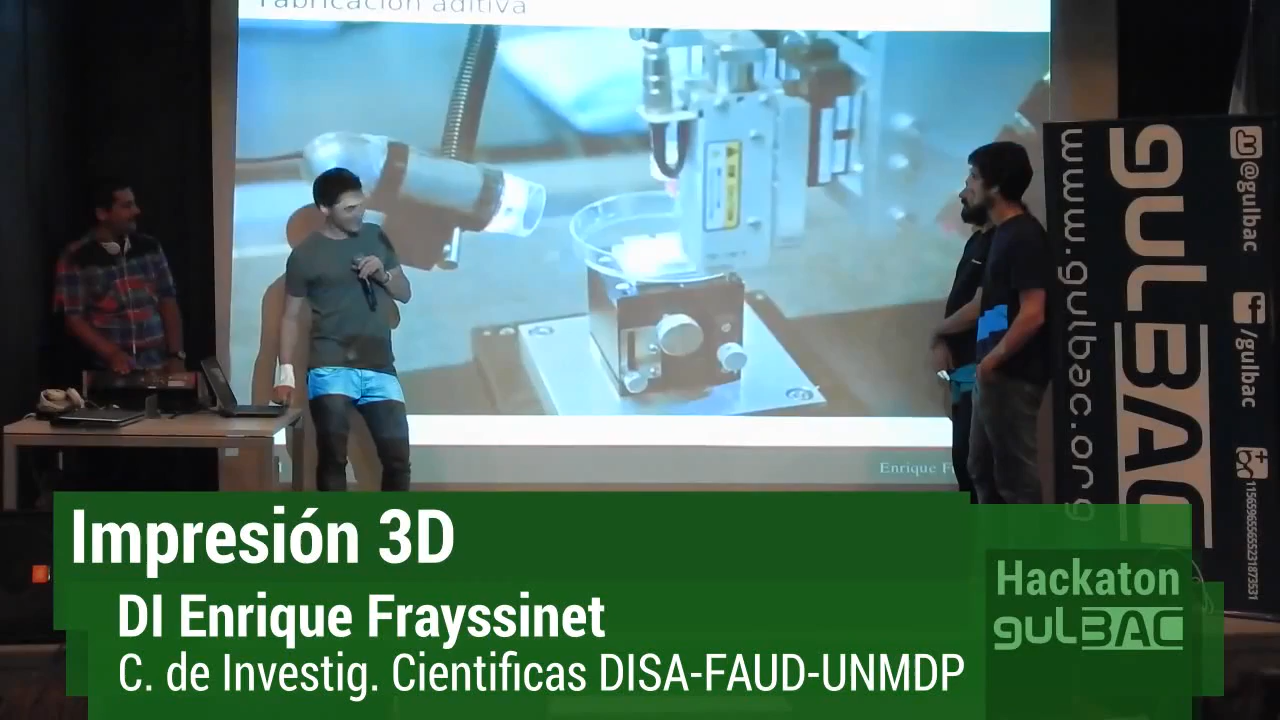 Fabricación aditiva
Enrique F
www.gulbac.org
gulBAC
@gulbac
/gulbac
Impresión 3D
DI Enrique Frayssinet
C. de Investig. Cientificas DISA-FAUD-UNMDP
Hackaton
gulBAC